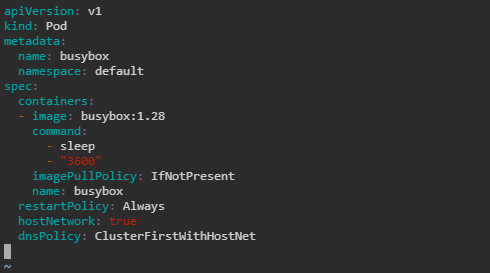 apiVersion: v1
kind: Pod
metadata:
  name: busybox
  namespace: default
spec:
  containers:
  - image: busybox:1.28
    command:
      - sleep
      - "3600"
    imagePullPolicy: IfNotPresent
    name: busybox
  restartPolicy: Always
  hostNetwork: true
  dnsPolicy: ClusterFirstWithHostNet
~